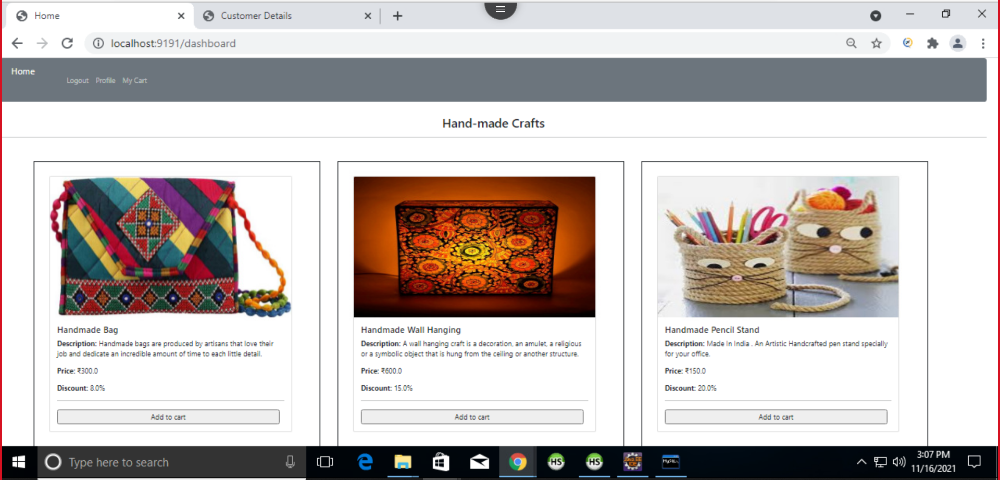 Home
Customer Details
localhost:9191/dashboard
Home
Logout Profile My Cart
Hand-made Crafts
Handmade Bag
Description: Handmade bags are produced by artisans that love their
job and dedicate an incredible amount of time to each little detail.
Price: ₹300.0
Discount: 8.0%
Add to cart
Handmade Wall Hanging
Description: A wall hanging craft is a decoration, an amulet, a religious
or a symbolic object that is hung from the ceiling or another structure.
Price: ₹600.0
Discount: 15.0%
Add to cart
Handmade Pencil Stand
Description: Made In India . An Artistic Handcrafted pen stand specially
for your office.
Price: ₹150.0
Discount: 20.0%
Add to cart
Type here to search
HS
HS
3:07 PM
11/16/2021